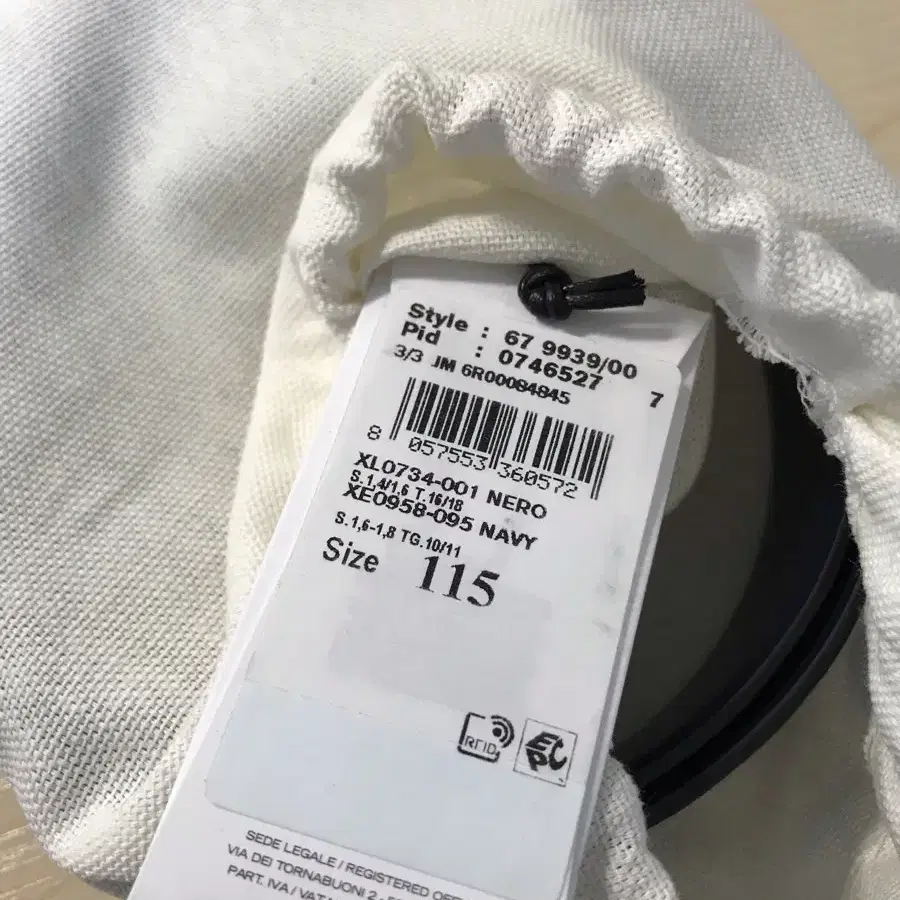 Style : 67 9939/00
Pid : 0746527
3/3 JM 6R00084845 7
8 057553 360572
XL0734-001 NERO
S.1,4/1,6 T.16/18
XE0958-095 NAVY
S.1,6-1,8 TG.10/11
Size 115
RFID
EPC
SEDE LEGALE / REGISTERED OFF
VIA DEI TORNABUONI 2 -
PART. IVA / VAT